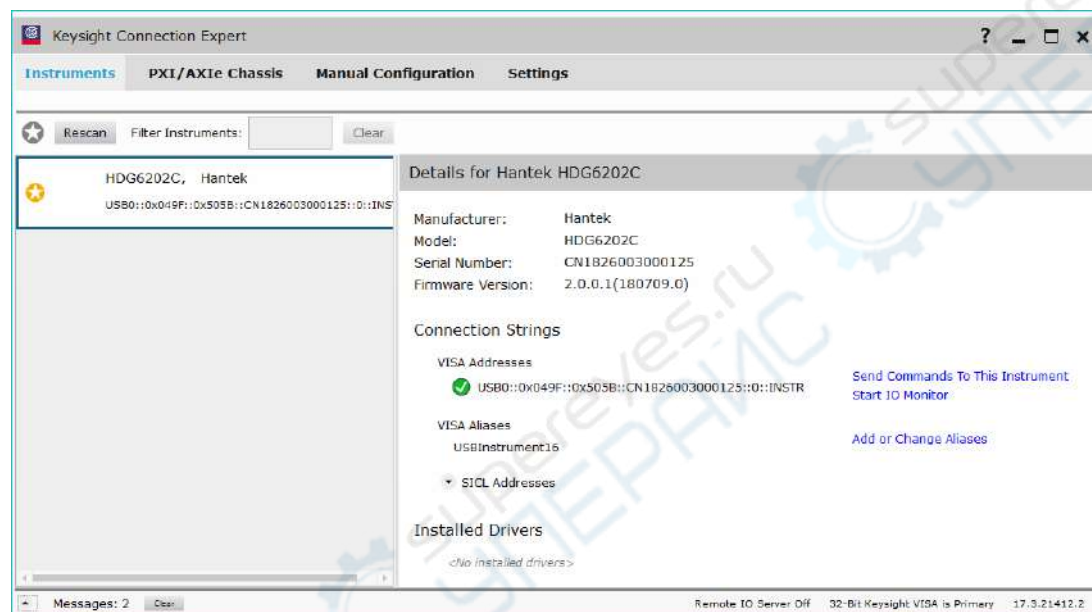 Keysight Connection Expert
?
Instruments PXI/AXIe Chassis Manual Configuration Settings
Rescan Filter Instruments: Clear
HDG6202C, Hantek
USB0::0x049F::0x505B::CN1826003000125::0::INS
Details for Hantek HDG6202C
Manufacturer: Hantek
Model: HDG6202C
Serial Number: CN1826003000125
Firmware Version: 2.0.0.1(180709.0)
Connection Strings
VISA Addresses
USB0::0x049F::0x505B::CN1826003000125::0::INSTR
Send Commands To This Instrument
Start IO Monitor
VISA Aliases
USBInstrument16
Add or Change Aliases
SICL Addresses
Installed Drivers
<No installed drivers>
Messages: 2 Clear
Remote IO Server Off 32-Bit Keysight VISA is Primary 17.3.21412.2
supereyes.ru
УПЕРАЙС